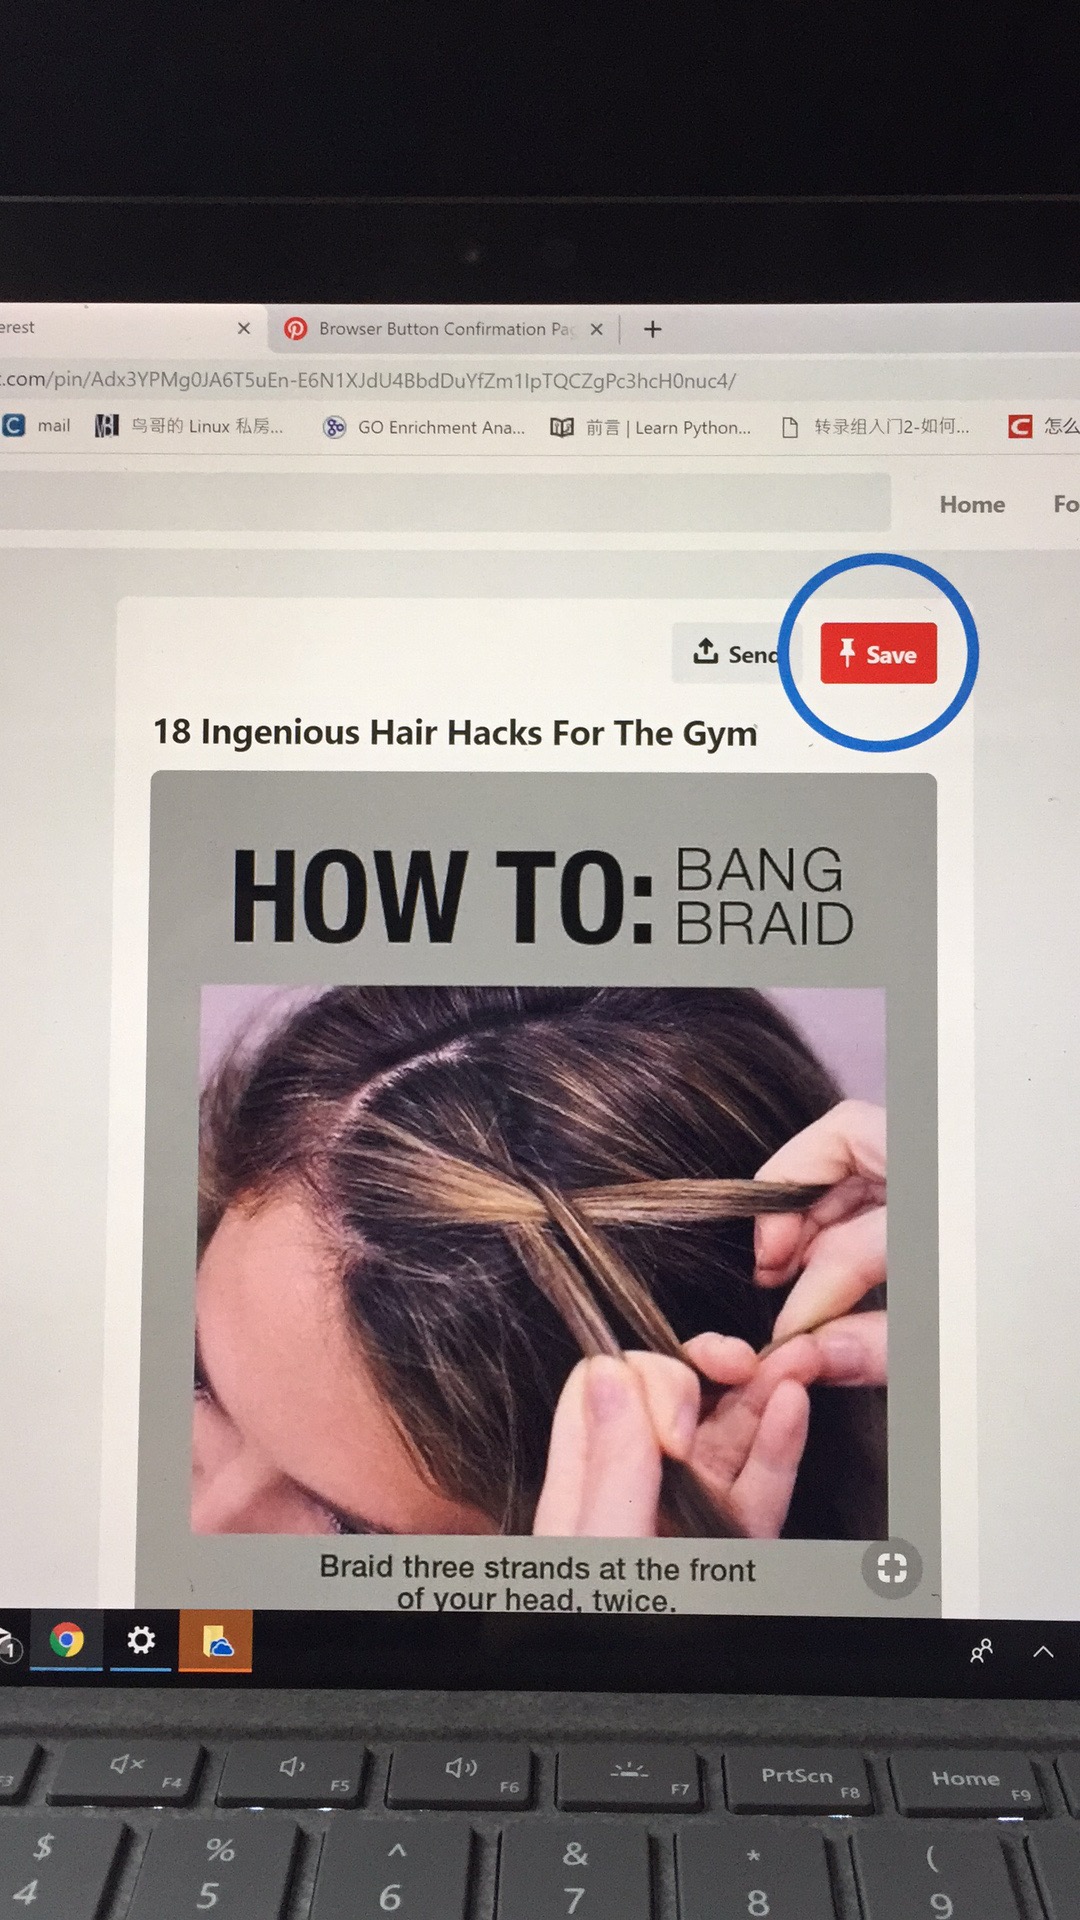 erest
Browser Button Confirmation Pa
.com/pin/Adx3YPMg0JA6T5uEn-E6N1XJdU4BbdDuYfZm1IpTQCZgPc3hcH0nuc4/
C mail 鸟哥的 Linux 私房... GO Enrichment Ana... 前言 | Learn Python... 转录组入门2-如何... C 怎么
Home Fo
Send Save
18 Ingenious Hair Hacks For The Gym
HOW TO: BANG
BRAID
Braid three strands at the front
of your head, twice.
1
F3 F4 F5 F6 F7 PrtScn F8 Home F9
$ % ^ & * (
4 5 6 7 8 9